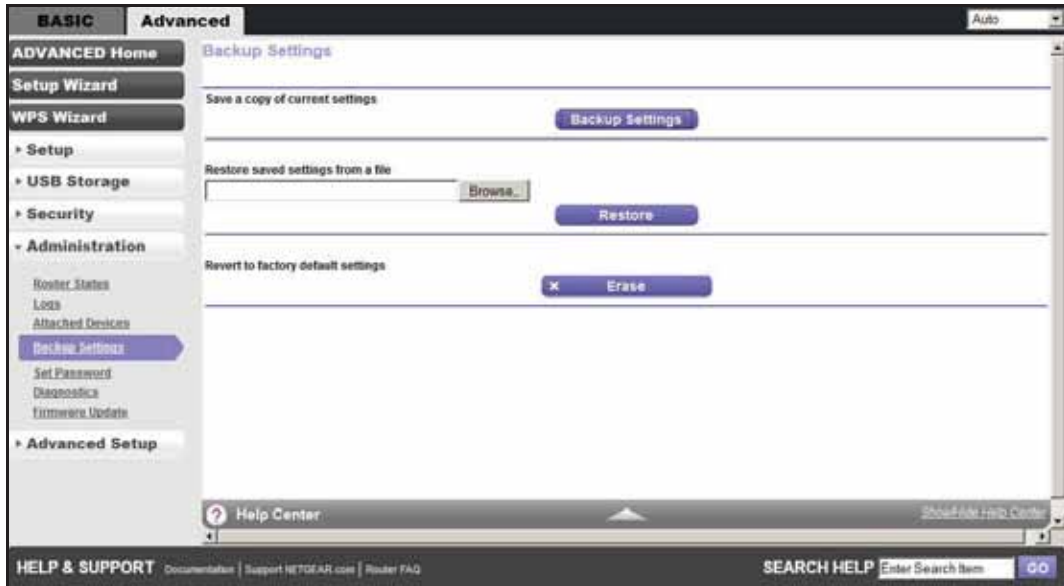 BASIC
Advanced
Auto
ADVANCED Home
Setup Wizard
WPS Wizard
Setup
USB Storage
Security
Administration
Router Status
Logs
Attached Devices
Backup Settings
Set Password
Diagnostics
Firmware Update
Advanced Setup
Backup Settings
Save a copy of current settings
Backup Settings
Restore saved settings from a file
Browse..
Restore
Revert to factory default settings
× Erase
? Help Center
Show/Hide Help Center
HELP & SUPPORT Documentation | Support NETGEAR.com | Router FAQ
SEARCH HELP Enter Search Item GO